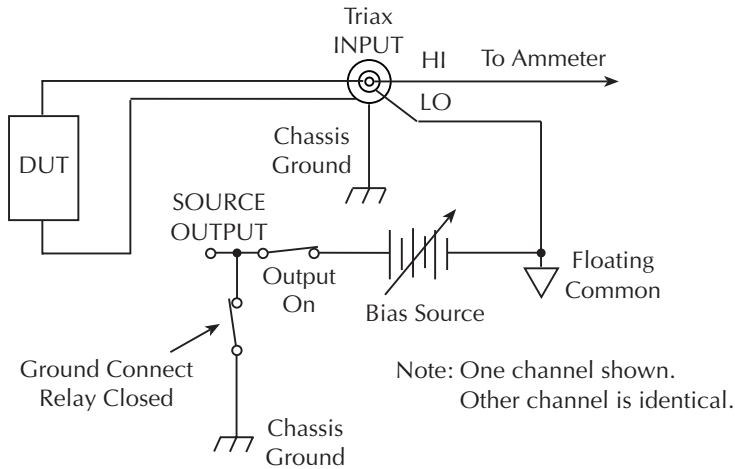 Triax
INPUT
HI
To Ammeter
LO
Chassis
Ground
DUT
SOURCE
OUTPUT
Output
On
Bias Source
Floating
Common
Ground Connect
Relay Closed
Note: One channel shown.
Other channel is identical.
Chassis
Ground